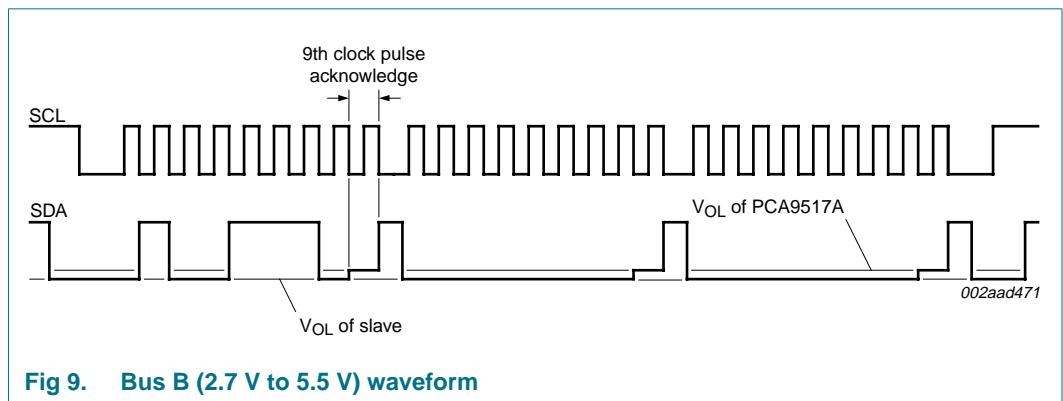 9th clock pulse
acknowledge
SCL
SDA
VOL of PCA9517A
002aad471
VOL of slave
Fig 9. Bus B (2.7 V to 5.5 V) waveform